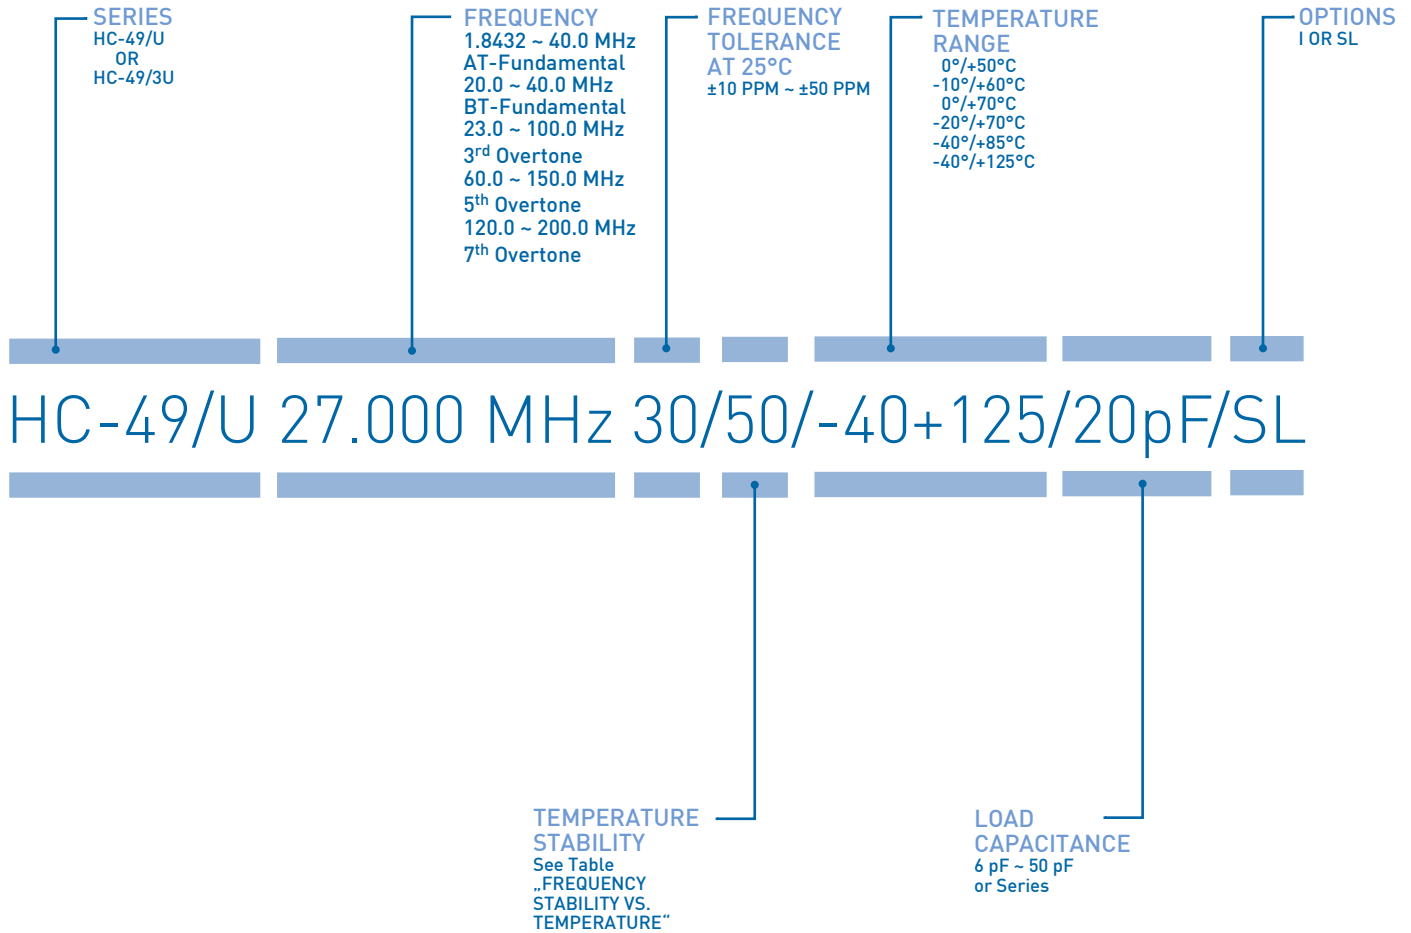 SERIES
HC-49/U
OR
HC-49/3U
FREQUENCY
1.8432 ~ 40.0 MHz
AT-Fundamental
20.0 ~ 40.0 MHz
BT-Fundamental
23.0 ~ 100.0 MHz
3rd Overtone
60.0 ~ 150.0 MHz
5th Overtone
120.0 ~ 200.0 MHz
7th Overtone
FREQUENCY
TOLERANCE
AT 25°C
±10 PPM ~ ±50 PPM
TEMPERATURE
RANGE
0°/+50°C
-10°/+60°C
0°/+70°C
-20°/+70°C
-40°/+85°C
-40°/+125°C
OPTIONS
I OR SL
HC-49/U 27.000 MHz 30/50/-40+125/20pF/SL
TEMPERATURE
STABILITY
See Table
„FREQUENCY
STABILITY VS.
TEMPERATURE“
LOAD
CAPACITANCE
6 pF ~ 50 pF
or Series